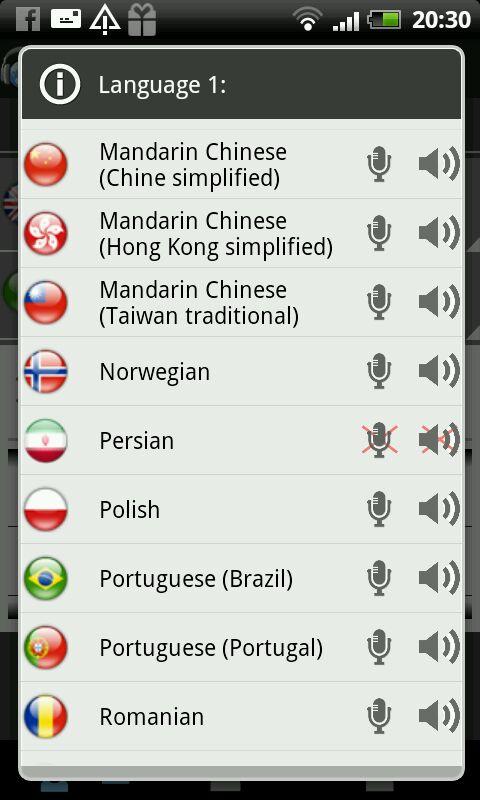 20:30
Language 1:
Mandarin Chinese
(Chine simplified)
Mandarin Chinese
(Hong Kong simplified)
Mandarin Chinese
(Taiwan traditional)
Norwegian
Persian
Polish
Portuguese (Brazil)
Portuguese (Portugal)
Romanian